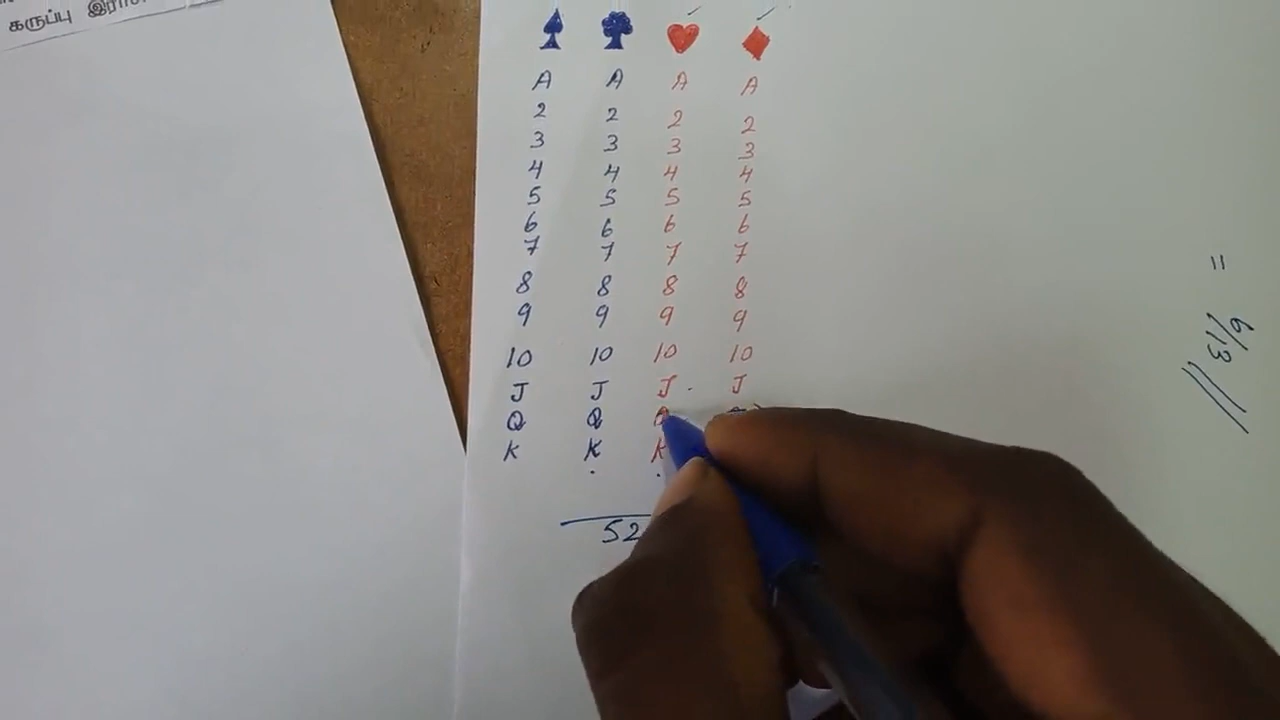 கருப்பு
A A A A
2 2 2 2
3 3 3 3
4 4 4 4
5 5 5 5
6 6 6 6
7 7 7 7
8 8 8 8
9 9 9 9
10 10 10 10
J J J J
Q Q Q Q
K K K
52
= 6/13 //